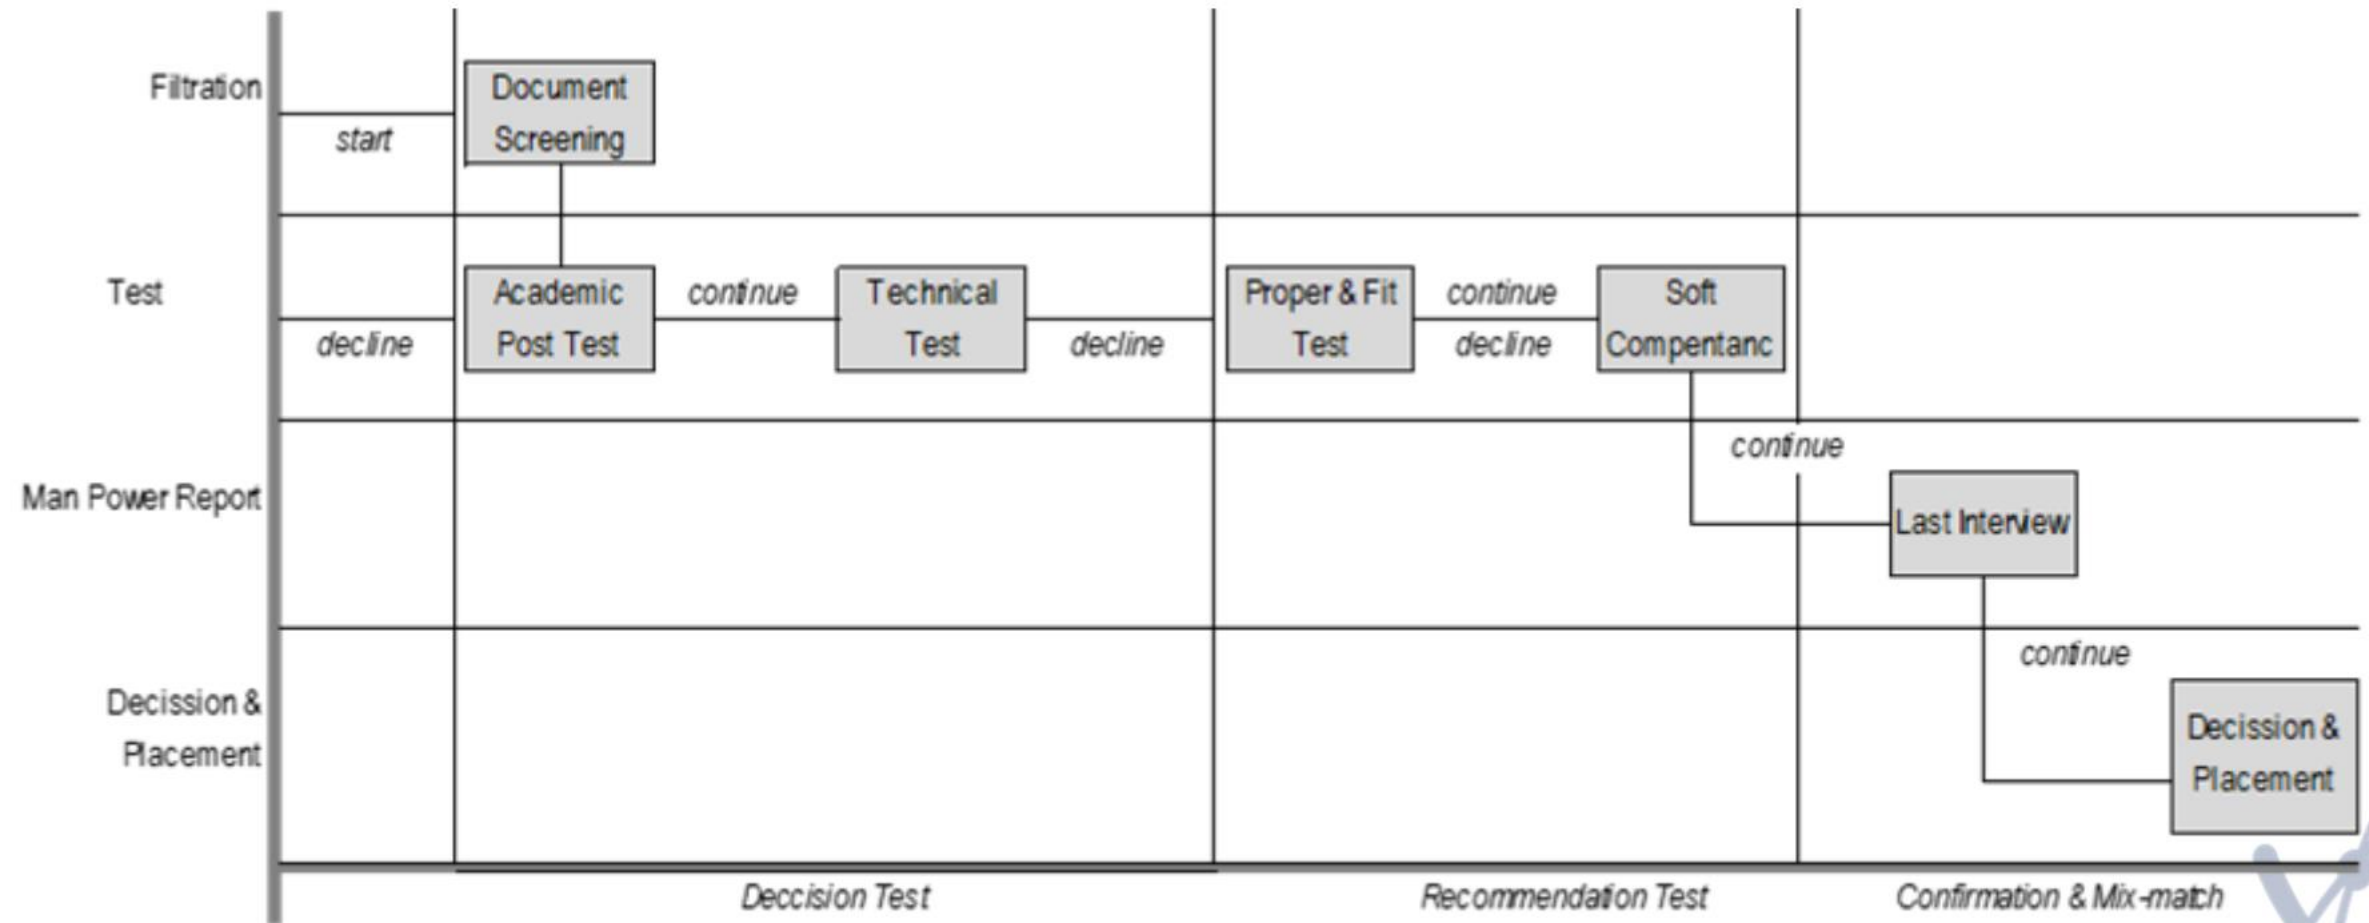 Filtration
start
Document
Screening
Test
decline
Academic
Post Test
continue
Technical
Test
decline
Proper & Fit
Test
continue
decline
Soft
Compentanc
Man Power Report
continue
Last Interview
Decission &
Placement
continue
Decission &
Placement
Deccision Test
Recommendation Test
Confirmation & Mix-match